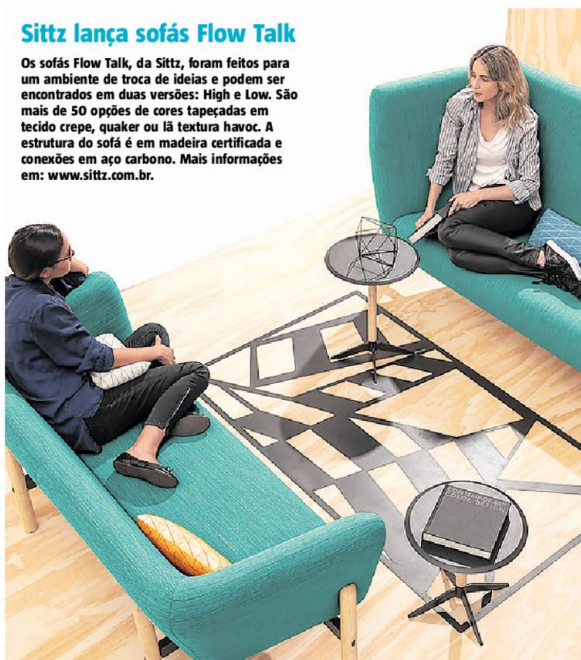 Sittz lança sofás Flow Talk
Os sofás Flow Talk, da Sittz, foram feitos para
um ambiente de troca de ideias e podem ser
encontrados em duas versões: High e Low. São
mais de 50 opções de cores tapeçadas em
tecido crepe, quaker ou lã textura havoc. A
estrutura do sofá é em madeira certificada e
conexões em aço carbono. Mais informações
em: www.sittz.com.br.
CONTEMPORARY
COLOR DESIGN